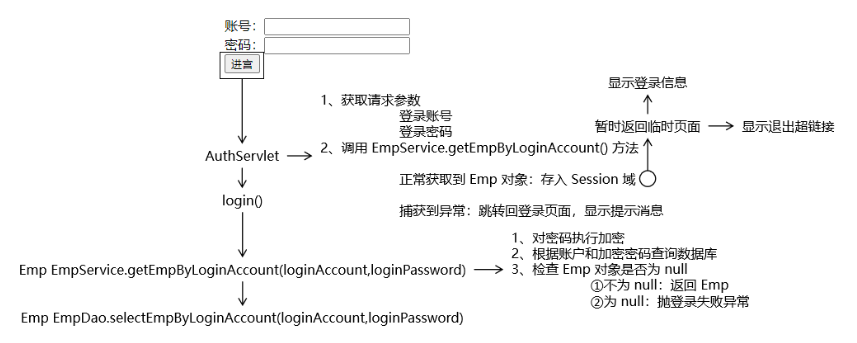 账号：
密码：
进宫
显示登录信息
1、获取请求参数
登录账号
登录密码
暂时返回临时页面
显示退出超链接
AuthServlet
2、调用 EmpService.getEmpByLoginAccount() 方法
正常获取到 Emp 对象：存入 Session 域
login()
捕获到异常：跳转回登录页面，显示提示消息
1、对密码执行加密
2、根据账户和加密密码查询数据库
Emp EmpService.getEmpByLoginAccount(loginAccount,loginPassword)
3、检查 Emp 对象是否为 null
①不为 null：返回 Emp
②为 null：抛登录失败异常
Emp EmpDao.selectEmpByLoginAccount(loginAccount,loginPassword)